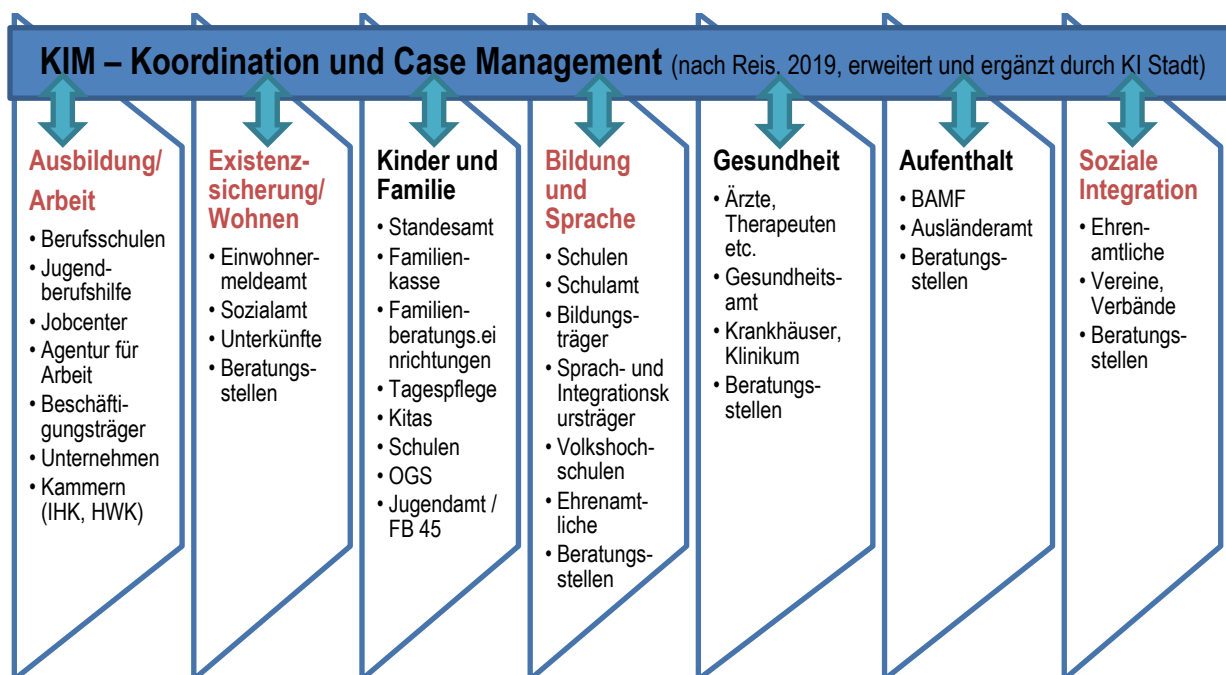 KIM – Koordination und Case Management (nach Reis, 2019, erweitert und ergänzt durch KI Stadt)
Ausbildung/
Arbeit
• Berufsschulen
• Jugend-
berufshilfe
• Jobcenter
• Agentur für
Arbeit
• Beschäfti-
gungsträger
• Unternehmen
• Kammern
(IHK, HWK)
Existenz-
sicherung/
Wohnen
• Einwohner-
meldeamt
• Sozialamt
• Unterkünfte
• Beratungs-
stellen
Kinder und
Familie
• Standesamt
• Familien-
kasse
• Familien-
beratungs.ei
nrichtungen
• Tagespflege
• Kitas
• Schulen
• OGS
• Jugendamt /
FB 45
Bildung
und
Sprache
• Schulen
• Schulamt
• Bildungs-
träger
• Sprach- und
Integrationsk
ursträger
• Volkshoch-
schulen
• Ehrenamt-
liche
• Beratungs-
stellen
Gesundheit
• Ärzte,
Therapeuten
etc.
• Gesundheits-
amt
• Krankhäuser,
Klinikum
• Beratungs-
stellen
Aufenthalt
• BAMF
• Ausländeramt
• Beratungs-
stellen
Soziale
Integration
• Ehren-
amtliche
• Vereine,
Verbände
• Beratungs-
stellen